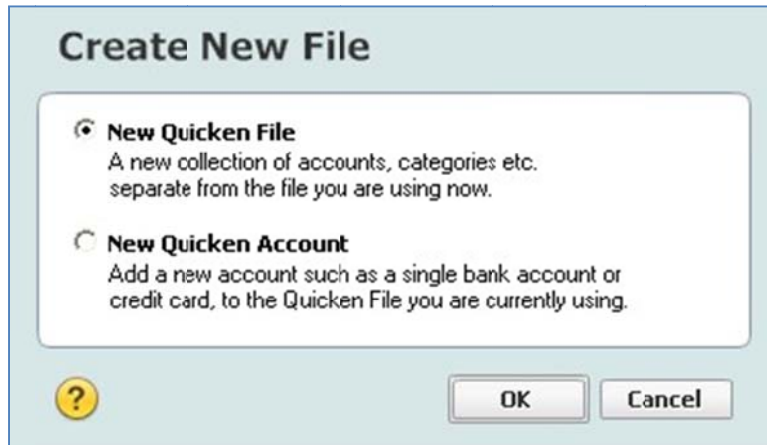 Create New File
New Quicken File
A new collection of accounts, categories etc.
separate from the file you are using now.
New Quicken Account
Add a new account such as a single bank account or
credit card, to the Quicken File you are currently using.
?
OK
Cancel